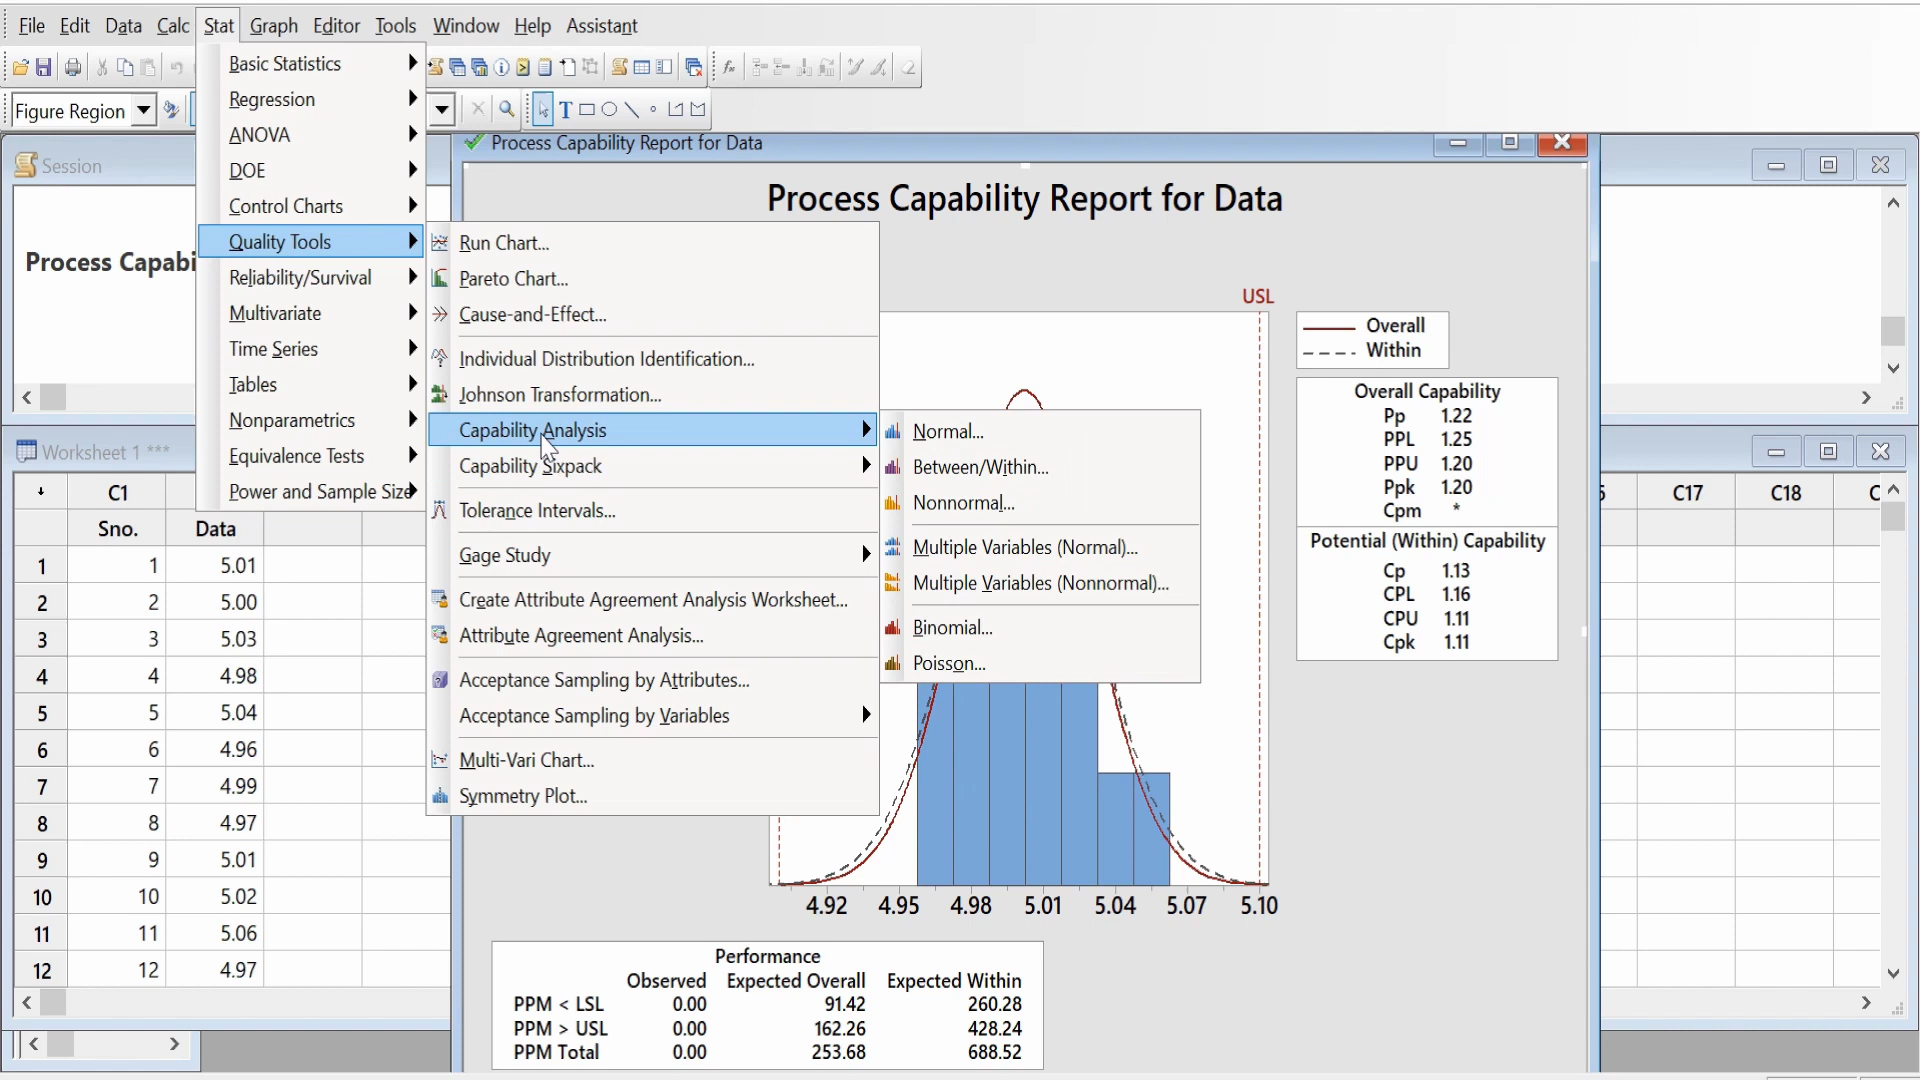 File Edit Data Calc Stat Graph Editor Tools Window Help Assistant
Figure Region
Basic Statistics
Regression
ANOVA
DOE
Control Charts
Quality Tools
Reliability/Survival
Multivariate
Time Series
Tables
Nonparametrics
Equivalence Tests
Power and Sample Size
Run Chart...
Pareto Chart...
Cause-and-Effect...
Individual Distribution Identification...
Johnson Transformation...
Capability Analysis
Capability Sixpack
Tolerance Intervals...
Gage Study
Create Attribute Agreement Analysis Worksheet...
Attribute Agreement Analysis...
Acceptance Sampling by Attributes...
Acceptance Sampling by Variables
Multi-Vari Chart...
Symmetry Plot...
Normal...
Between/Within...
Nonnormal...
Multiple Variables (Normal)...
Multiple Variables (Nonnormal)...
Binomial...
Poisson...
Session
Process Capabi
Process Capability Report for Data
Process Capability Report for Data
USL
Overall
Within
Overall Capability
Pp 1.22
PPL 1.25
PPU 1.20
Ppk 1.20
Cpm *
Potential (Within) Capability
Cp 1.13
CPL 1.16
CPU 1.11
Cpk 1.11
4.92 4.95 4.98 5.01 5.04 5.07 5.10
Performance
Observed Expected Overall Expected Within
PPM < LSL 0.00 91.42 260.28
PPM > USL 0.00 162.26 428.24
PPM Total 0.00 253.68 688.52
Worksheet 1 ***
C1 C17 C18 C
Sno. Data
1 1 5.01
2 2 5.00
3 3 5.03
4 4 4.98
5 5 5.04
6 6 4.96
7 7 4.99
8 8 4.97
9 9 5.01
10 10 5.02
11 11 5.06
12 12 4.97